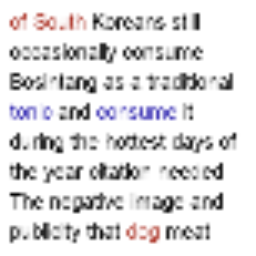 of South Koreans still
occasionally consume
Bosintang as a traditional
tonic and consume it
during the hottest days of
the year citation needed
The negative image and
publicity that dog meat